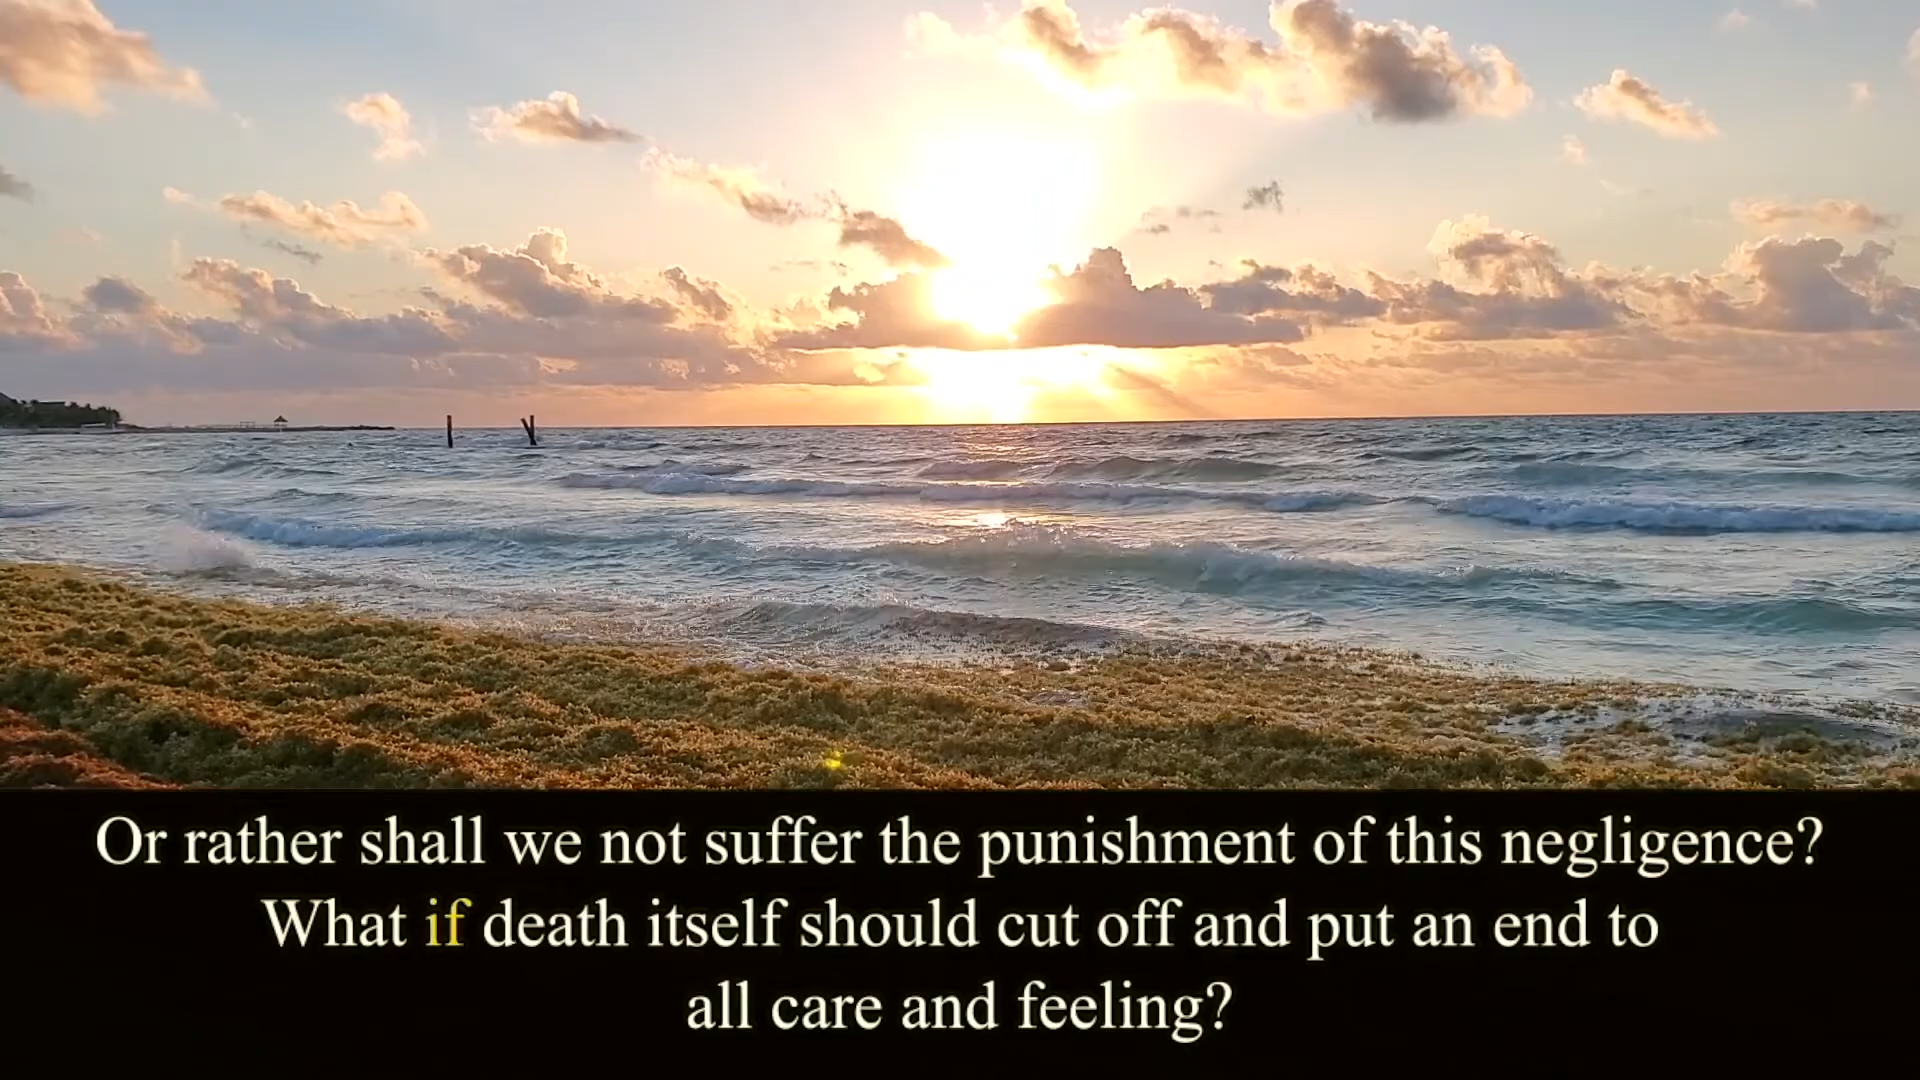 Or rather shall we not suffer the punishment of this negligence?
What if death itself should cut off and put an end to
all care and feeling?